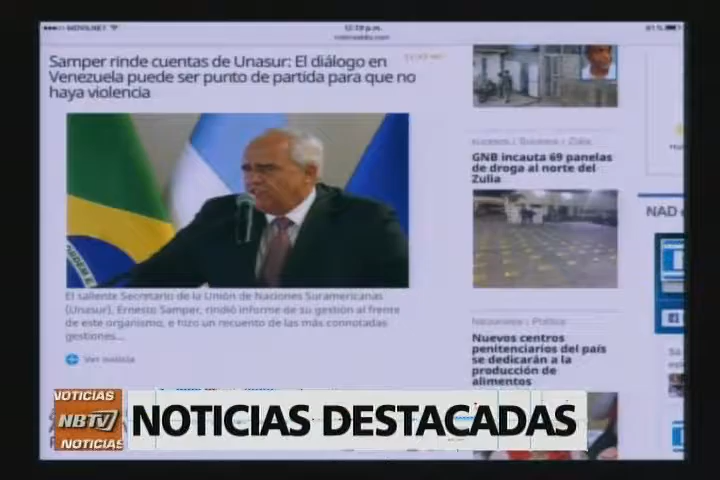 MOVILNET
Samper rinde cuentas de Unasur: El diálogo en
Venezuela puede ser punto de partida para que no
haya violencia
El saliente Secretario de la Unión de Naciones Suramericanas
(Unasur), Ernesto Samper, rindió informe de su gestión al frente
de este organismo, e hizo un recuento de las más connotadas
gestiones...
Ver noticia
Sucesos / Zulia
GNB incauta 69 panelas
de droga al norte del
Zulia
Nacionales / Política
Nuevos centros
penitenciarios del país
se dedicarán a la
producción de
alimentos
NAD
NOTICIAS
NBTV
NOTICIAS
NOTICIAS DESTACADAS